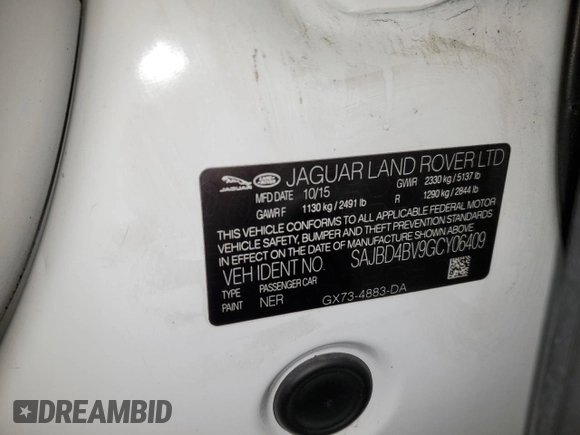 JAGUAR LAND ROVER JAGUAR LAND ROVER LTD
MFD DATE 10/15 GVWR 2330 kg / 5137 lb
GAWR F 1130 kg / 2491 lb R 1290 kg / 2844 lb
THIS VEHICLE CONFORMS TO ALL APPLICABLE FEDERAL MOTOR
VEHICLE SAFETY, BUMPER AND THEFT PREVENTION STANDARDS
IN EFFECT ON THE DATE OF MANUFACTURE SHOWN ABOVE
VEH IDENT NO. SAJBD4BV9GCY06409
TYPE PASSENGER CAR
PAINT NER GX73-4883-DA
DREAMBID